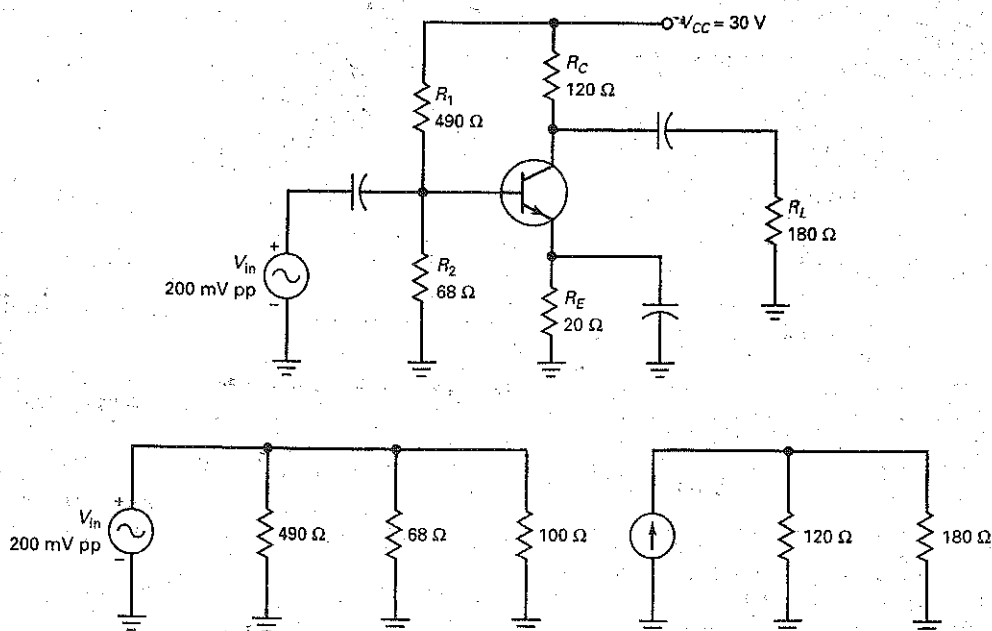 V_CC = 30 V
R_C
120 Ω
R_1
490 Ω
R_L
180 Ω
+
V_in
200 mV pp
−
R_2
68 Ω
R_E
20 Ω
+
V_in
200 mV pp
−
490 Ω
68 Ω
100 Ω
120 Ω
180 Ω